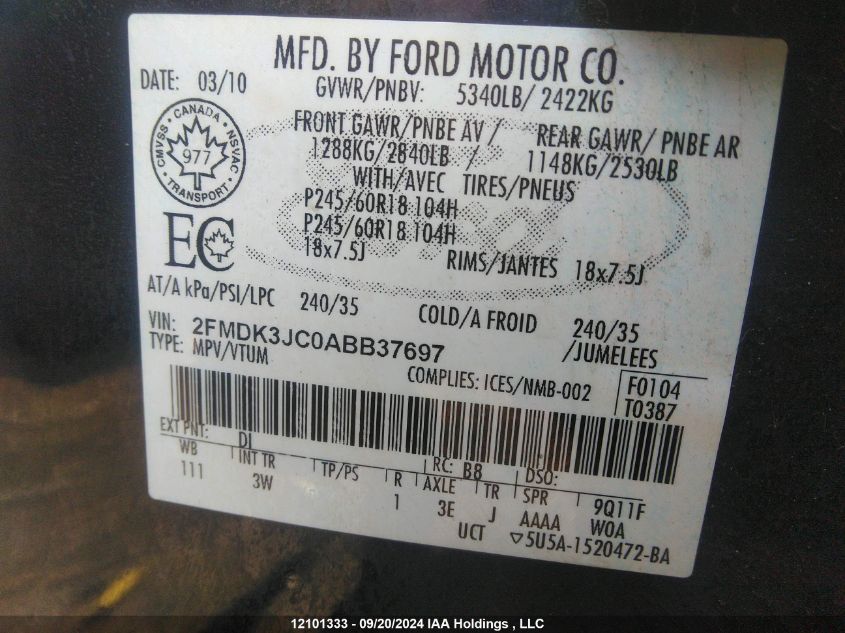 MFD. BY FORD MOTOR CO.
DATE: 03/10
GVWR/PNBV: 5340LB/ 2422KG
CMVSS · CANADA · NSVAC
977
TRANSPORT
FRONT GAWR/PNBE AV / REAR GAWR/ PNBE AR
1288KG/2840LB / 1148KG/2530LB
WITH/AVEC TIRES/PNEUS
P245/60R18 104H
P245/60R18 104H
18x7.5J
EC
RIMS/JANTES 18x7.5J
AT/A kPa/PSI/LPC 240/35 COLD/A FROID 240/35
VIN: 2FMDK3JC0ABB37697 /JUMELEES
TYPE: MPV/VTUM
COMPLIES: ICES/NMB-002
F0104
T0387
EXT PNT: DJ RC: B8 DSO:
WB INT TR TP/PS R AXLE TR SPR 9Q11F
111 3W 1 3E J AAAA W0A
UCT ▽5U5A-1520472-BA
12101333 - 09/20/2024 IAA Holdings , LLC